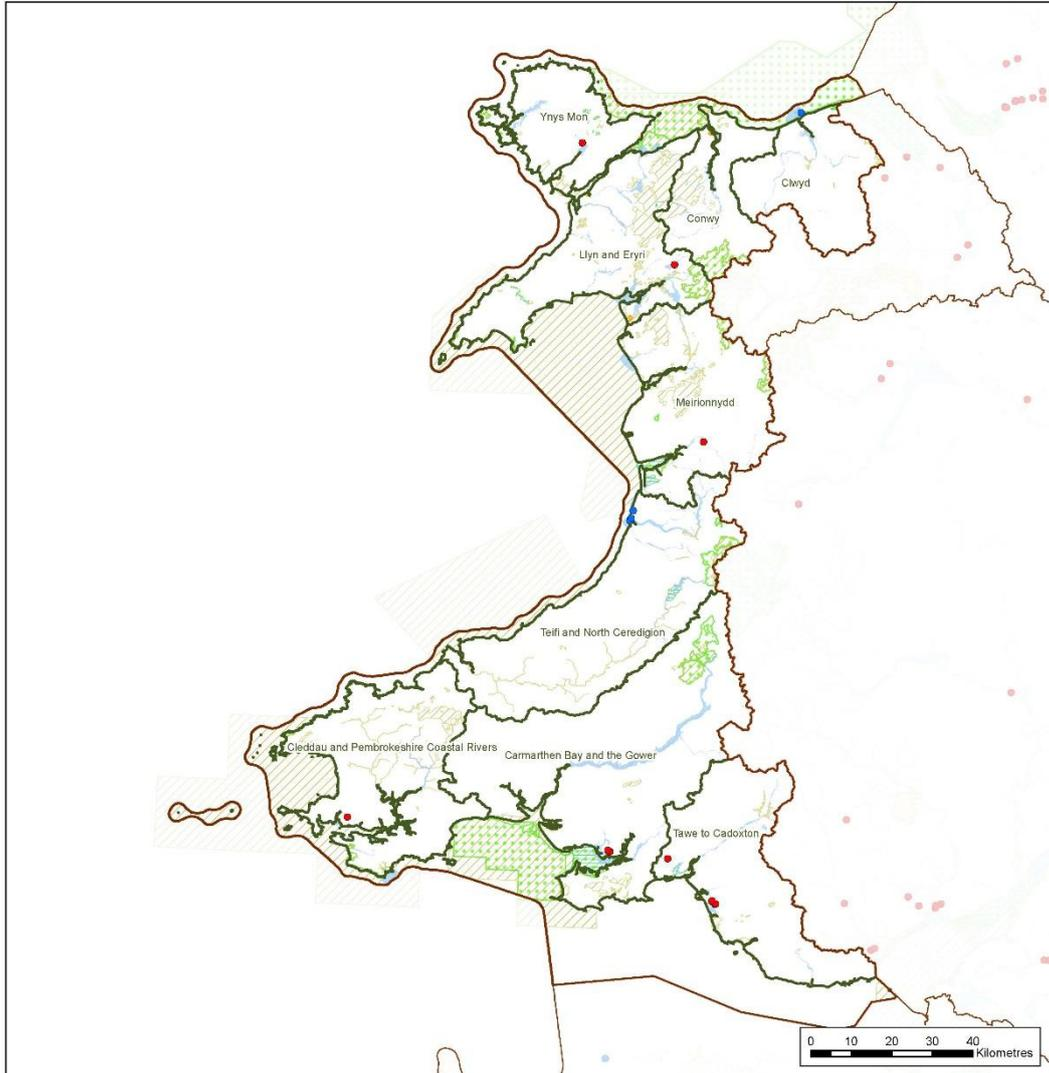 Ynys Mon
Clwyd
Conwy
Llyn and Eryri
Meirionnydd
Teifi and North Ceredigion
Cleddau and Pembrokeshire Coastal Rivers
Carmarthen Bay and the Gower
Tawe to Cadoxton
0 10 20 30 40
Kilometres